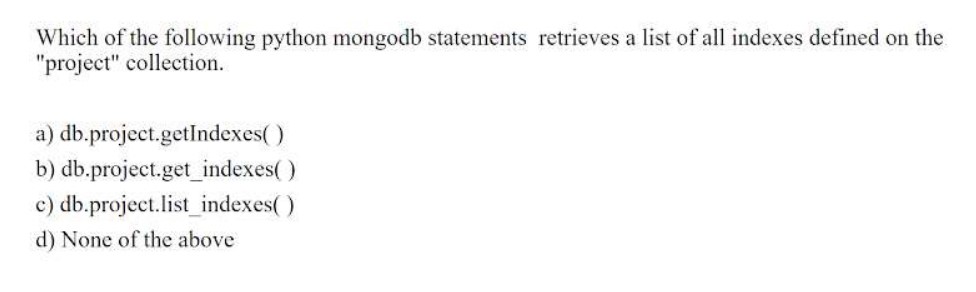 Which of the following python mongodb statements retrieves a list of all indexes defined on the
"project" collection.
a) db.project.getIndexes( )
b) db.project.get_indexes( )
c) db.project.list_indexes( )
d) None of the above